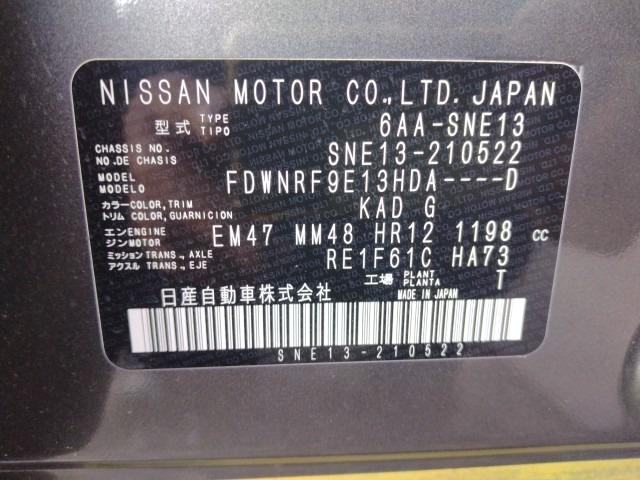 NISSAN MOTOR CO.,LTD. JAPAN
型式 TYPE TIPO 6AA-SNE13
CHASSIS NO. NO.DE CHASSIS SNE13-210522
MODEL MODELO FDWNRF9E13HDA----D
カラー COLOR,TRIM トリム COLOR,GUARNICION KAD G
エンジン ENGINE MOTOR EM47 MM48 HR12 1198 cc
ミッション TRANS.,AXLE アクスル TRANS.,EJE RE1F61C HA73
工場 PLANT PLANTA T
日産自動車株式会社 MADE IN JAPAN
SNE13-210522